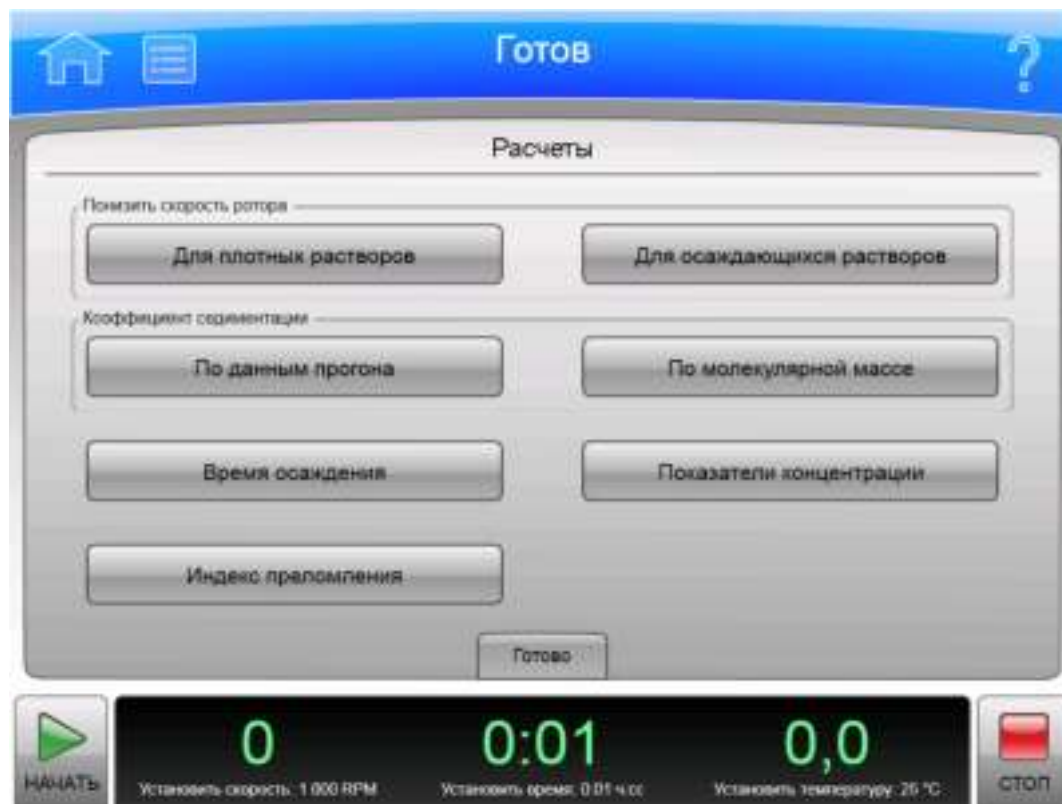 Готов
Расчеты
Понизить скорость ротора
Для плотных растворов
Для осаждающихся растворов
Коэффициент седиментации
По данным прогона
По молекулярной массе
Время осаждения
Показатели концентрации
Индекс преломления
Готово
НАЧАТЬ
0
0:01
0,0
СТОП
Установить скорость: 1 000 RPM
Установить время: 0:01 ч:сс
Установить температуру: 25 °C